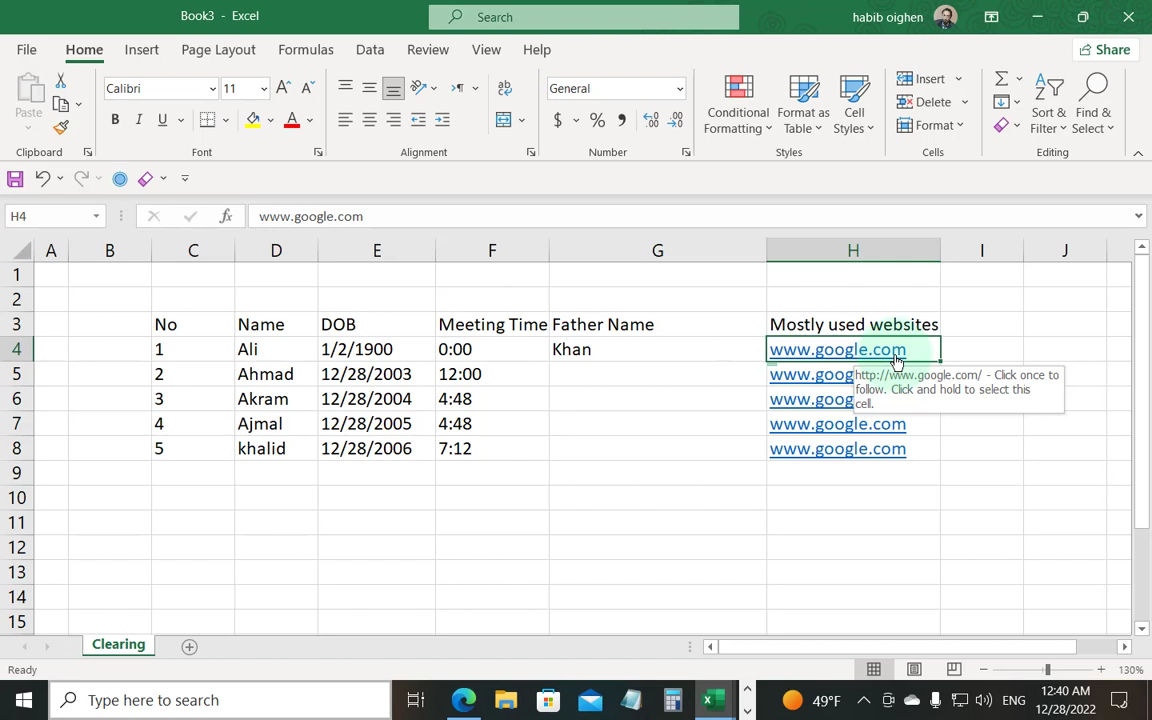 Book3 - Excel
Search
habib oighen
File Home Insert Page Layout Formulas Data Review View Help
Share
Paste
Calibri 11
B I U A
ab
General
$ % 9
Conditional Formatting
Format as Table
Cell Styles
Insert
Delete
Format
Sort & Filter
Find & Select
Clipboard Font Alignment Number Styles Cells Editing
H4 fx www.google.com
A B C D E F G H I J
1
2
3 No Name DOB Meeting Time Father Name Mostly used websites
4 1 Ali 1/2/1900 0:00 Khan www.google.com
5 2 Ahmad 12/28/2003 12:00 www.goog
6 3 Akram 12/28/2004 4:48 www.goog
7 4 Ajmal 12/28/2005 4:48 www.google.com
8 5 khalid 12/28/2006 7:12 www.google.com
http://www.google.com/ - Click once to
follow. Click and hold to select this
cell.
9
10
11
12
13
14
15
Clearing
Ready
130%
Type here to search
49°F
ENG
12:40 AM
12/28/2022